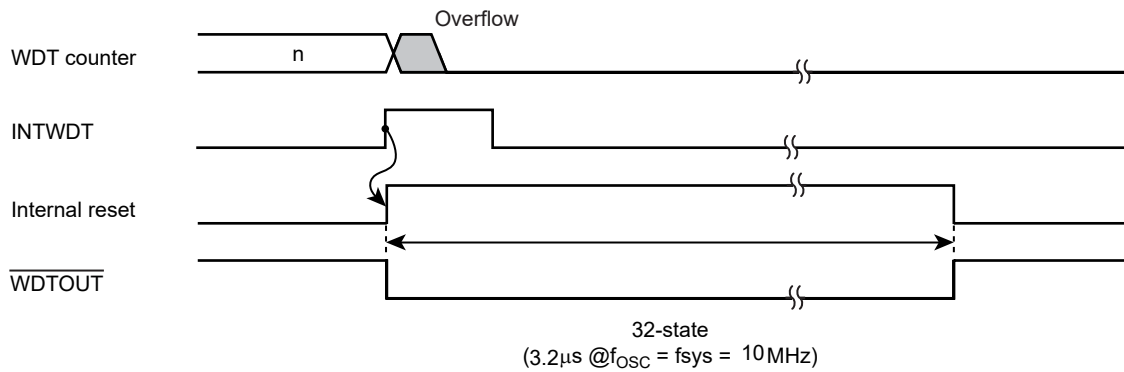 Overflow
WDT counter
n
INTWDT
Internal reset
WDTOUT
32-state
(3.2μs @fOSC = fsys = 10MHz)